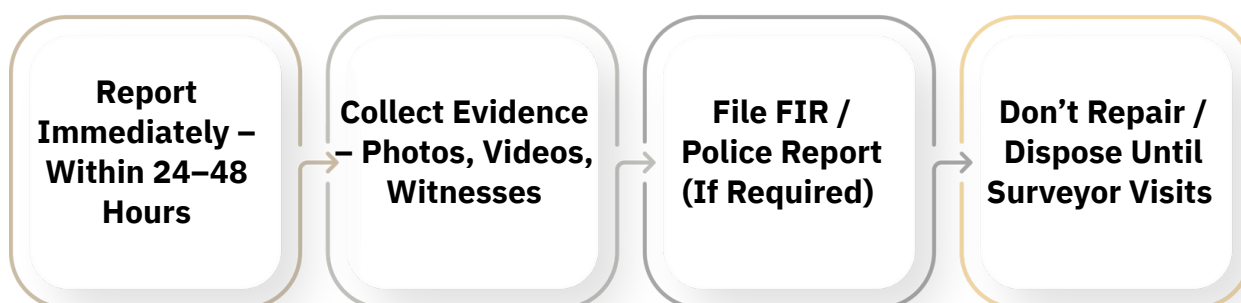 Report
Immediately –
Within 24–48
Hours
Collect Evidence
– Photos, Videos,
Witnesses
File FIR /
Police Report
(If Required)
Don’t Repair /
Dispose Until
Surveyor Visits